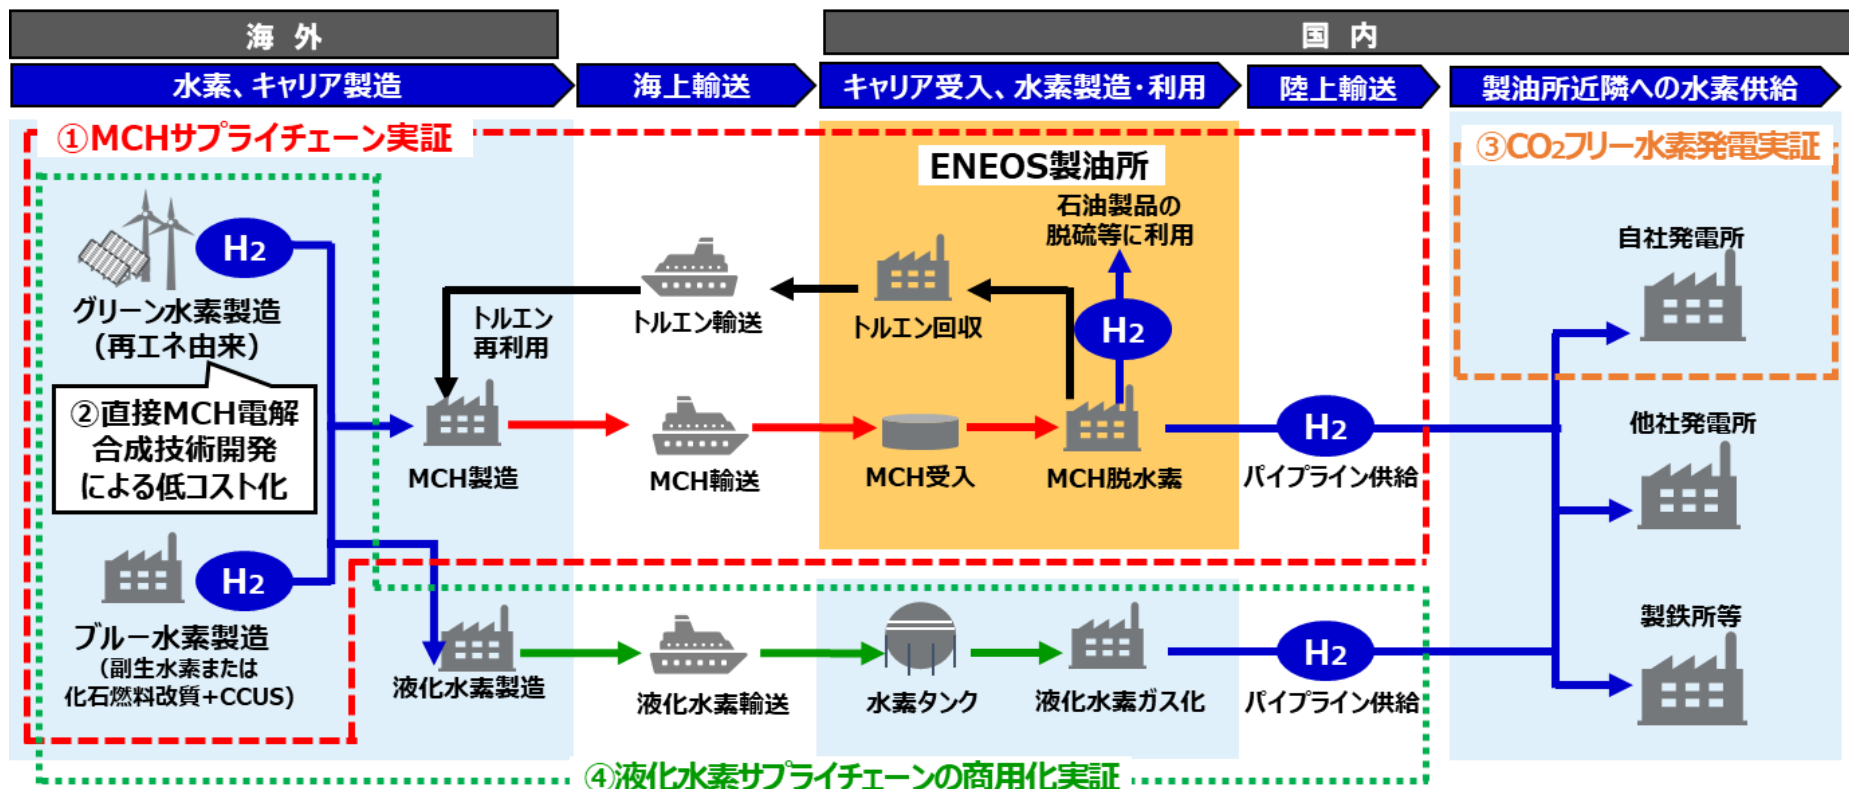 海 外
国 内
水素、キャリア製造
海上輸送
キャリア受入、水素製造・利用
陸上輸送
製油所近隣への水素供給
①MCHサプライチェーン実証
ENEOS製油所
③CO2フリー水素発電実証
石油製品の
脱硫等に利用
H2
グリーン水素製造
(再エネ由来)
トルエン
再利用
トルエン輸送
トルエン回収
H2
自社発電所
②直接MCH電解
合成技術開発
による低コスト化
MCH製造
MCH輸送
MCH受入
MCH脱水素
H2
パイプライン供給
他社発電所
H2
ブルー水素製造
(副生水素または
化石燃料改質+CCUS)
液化水素製造
液化水素輸送
水素タンク
液化水素ガス化
H2
パイプライン供給
製鉄所等
④液化水素サプライチェーンの商用化実証